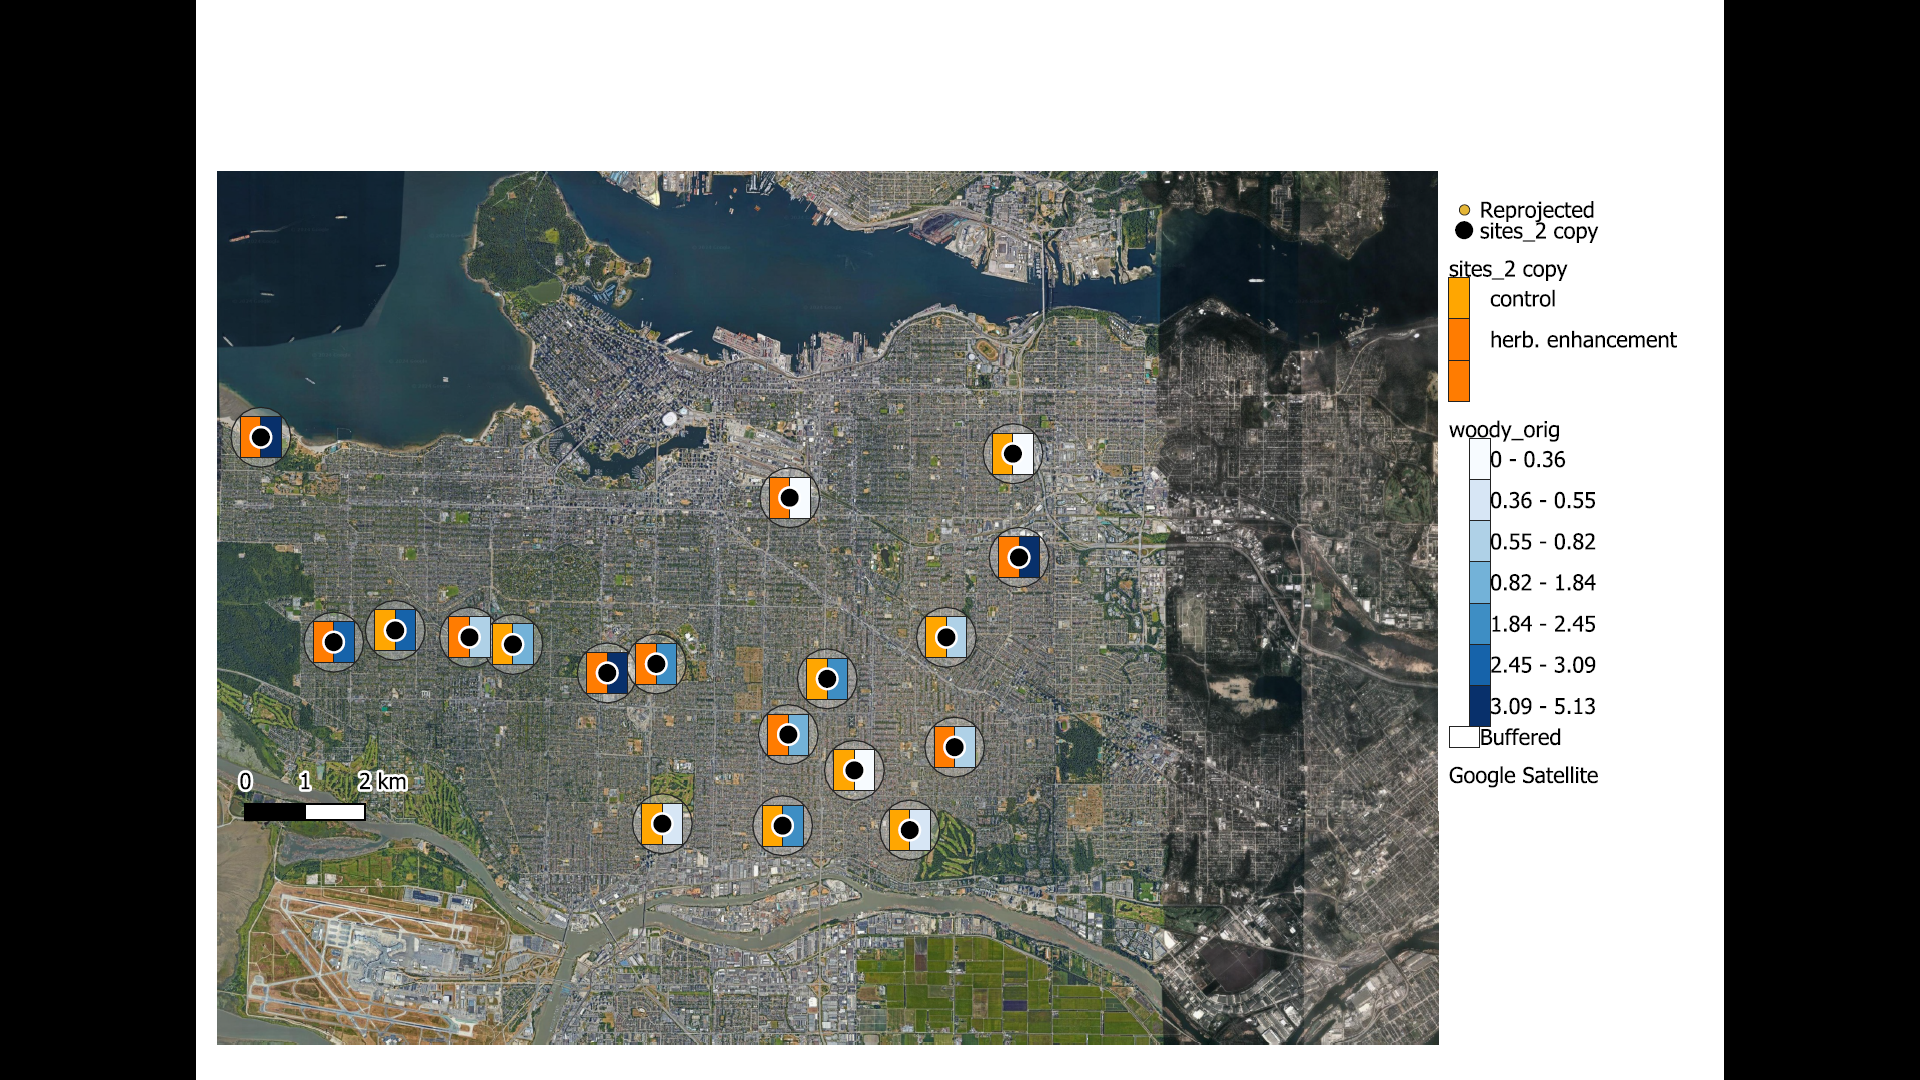 Reprojected
sites_2 copy
sites_2 copy
control
herb. enhancement
woody_orig
0 - 0.36
0.36 - 0.55
0.55 - 0.82
0.82 - 1.84
1.84 - 2.45
2.45 - 3.09
3.09 - 5.13
Buffered
Google Satellite
0 1 2 km